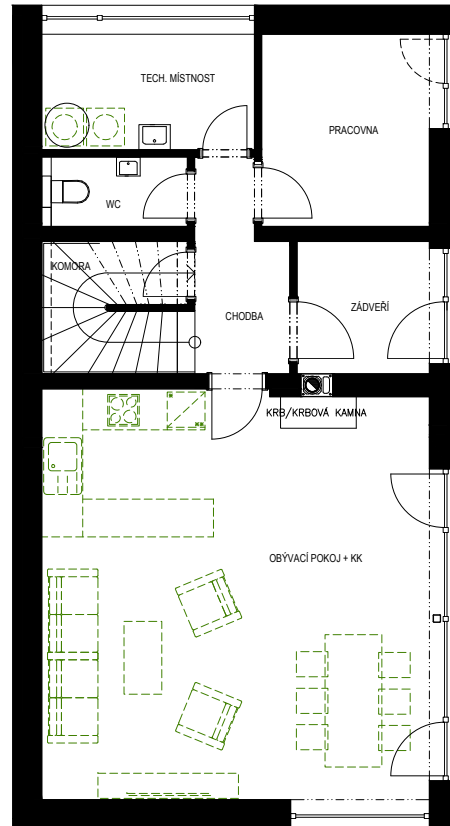 TECH. MÍSTNOST
PRACOVNA
WC
KOMORA
CHODBA
ZÁDVEŘÍ
KRB/KRBOVÁ KAMNA
OBÝVACÍ POKOJ + KK